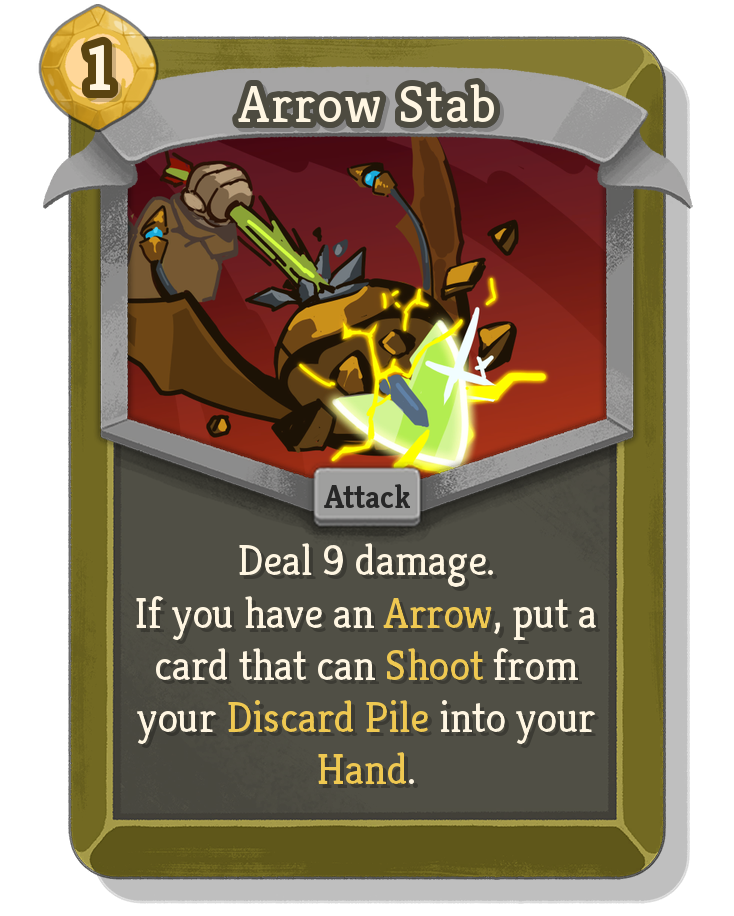 1
Arrow Stab
Attack
Deal 9 damage.
If you have an Arrow, put a
card that can Shoot from
your Discard Pile into your
Hand.